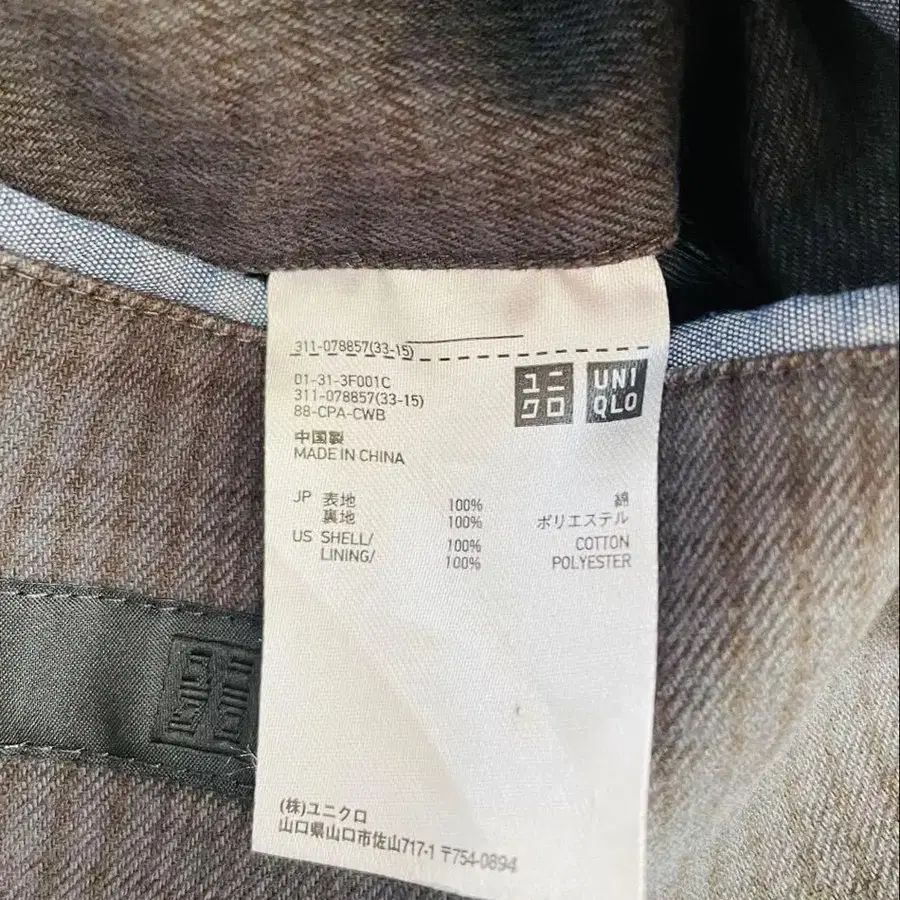 311-078857(33-15)
01-31-3F001C
311-078857(33-15)
88-CPA-CWB
ユニクロ
UNIQLO
中国製
MADE IN CHINA
JP 表地 100% 綿
裏地 100% ポリエステル
US SHELL/ 100% COTTON
LINING/ 100% POLYESTER
(株)ユニクロ
山口県山口市佐山717-1 〒754-0894